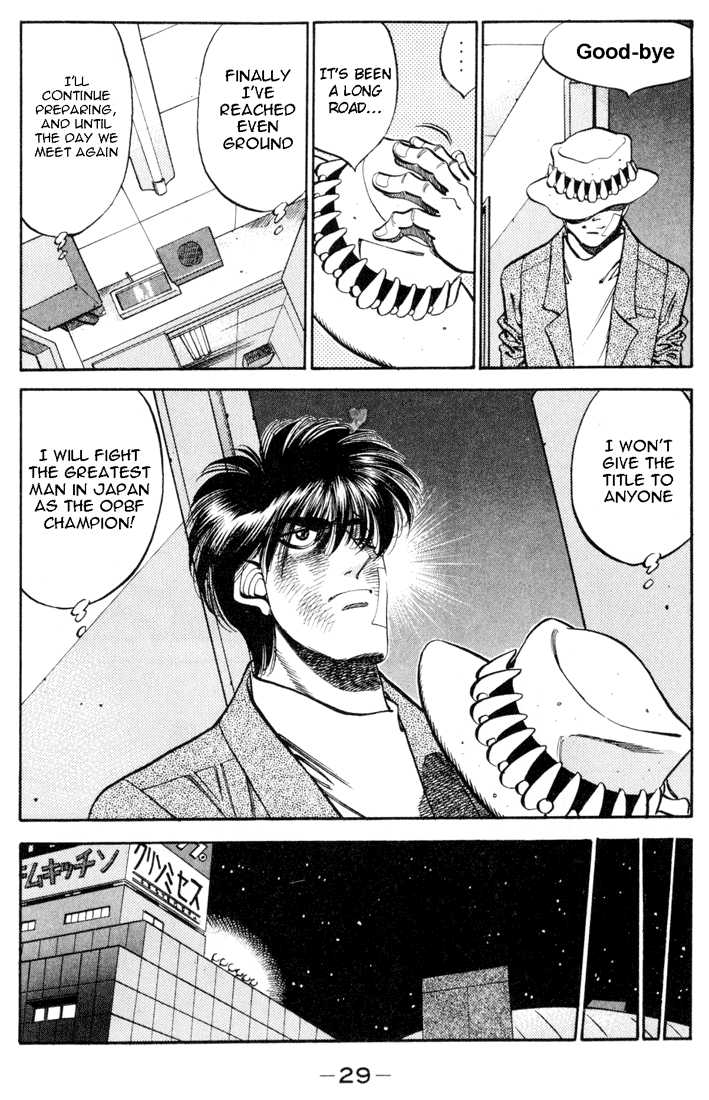 Good-bye
....
IT'S BEEN
A LONG
ROAD...
FINALLY
I'VE
REACHED
EVEN
GROUND
I'LL
CONTINUE
PREPARING,
AND UNTIL
THE DAY WE
MEET AGAIN
I WON'T
GIVE THE
TITLE TO
ANYONE
I WILL FIGHT
THE GREATEST
MAN IN JAPAN
AS THE OPBF
CHAMPION!
ムキッチン
クリンミセス
—29—